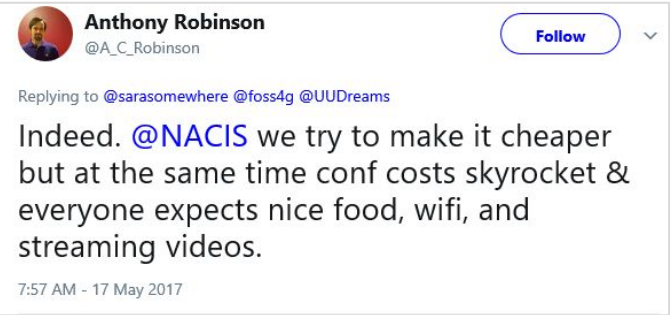 Anthony Robinson
@A_C_Robinson
Follow
Replying to @sarasomewhere @foss4g @UUDreams
Indeed. @NACIS we try to make it cheaper
but at the same time conf costs skyrocket &
everyone expects nice food, wifi, and
streaming videos.
7:57 AM - 17 May 2017